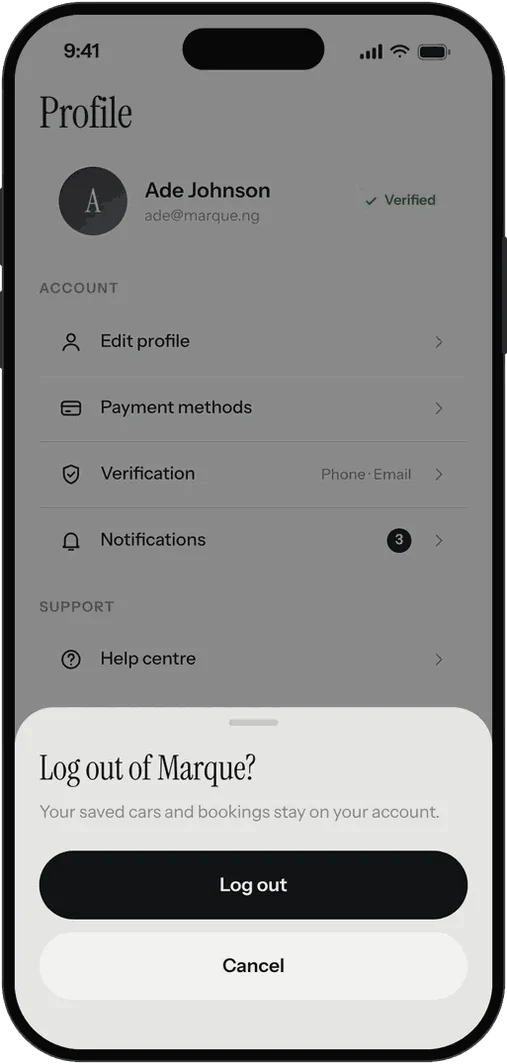 9:41
Profile
A
Ade Johnson
ade@marque.ng
Verified
ACCOUNT
Edit profile
Payment methods
Verification Phone · Email
Notifications 3
SUPPORT
Help centre
Log out of Marque?
Your saved cars and bookings stay on your account.
Log out
Cancel